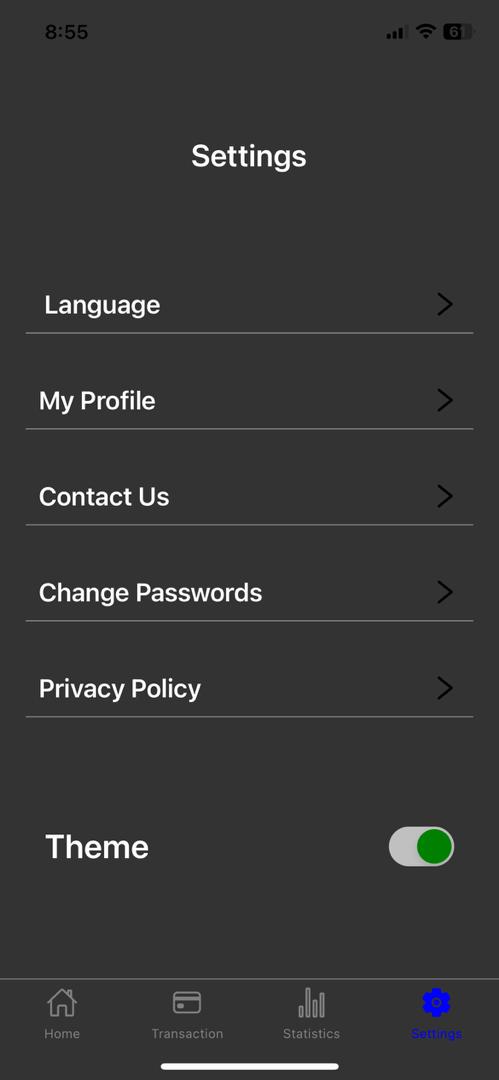 8:55
61
Settings
Language
My Profile
Contact Us
Change Passwords
Privacy Policy
Theme
Home
Transaction
Statistics
Settings